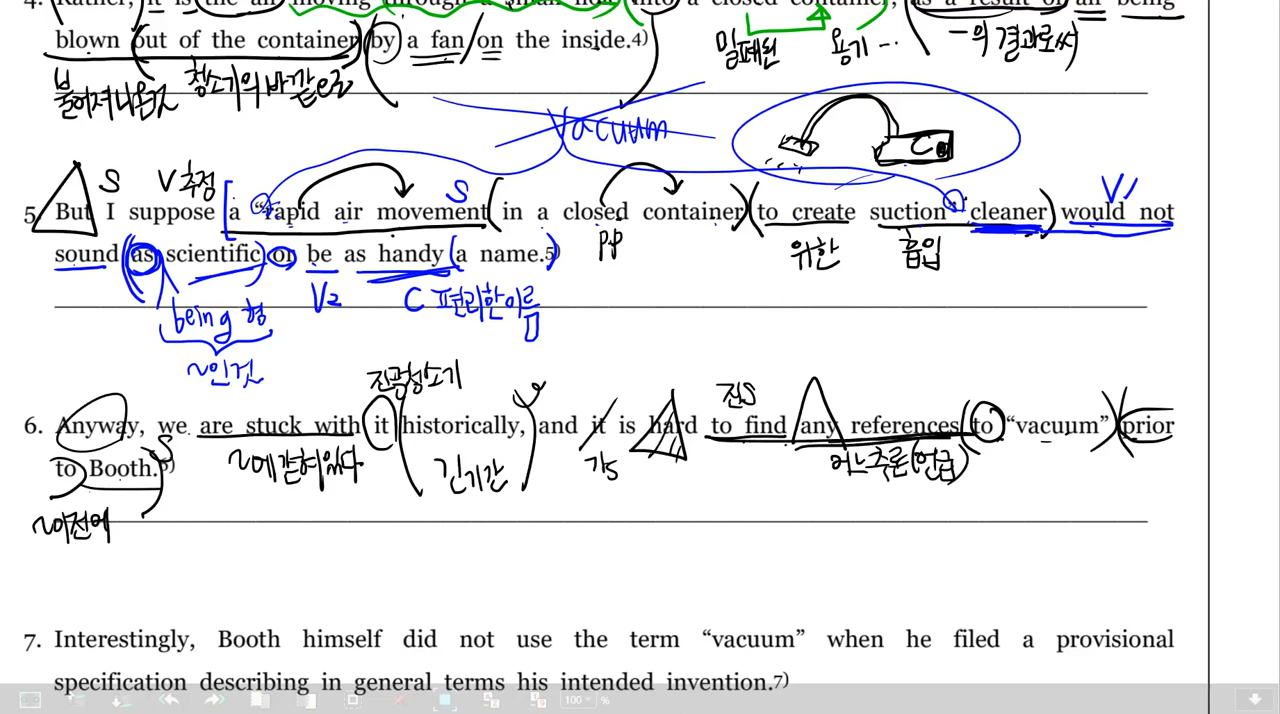 4. Rather, it is the air moving through a small hole into a closed container, as a result of air being
blown out of the container by a fan on the inside.4)
밀폐된 용기 ...
~의 결과로써
불어져나온것 청소기의 바깥으로
vacuum
C
S V 추정 S V1
5. But I suppose a “rapid air movement in a closed container to create suction” cleaner would not
p.p 위한 흡입
sound as scientific or be as handy a name.5)
being 형 V2 C 편리한 이름
~인것
진공청소기
진S
6. Anyway, we are stuck with it historically, and it is hard to find any references to “vacuum” prior
~에 갇혀있다 긴기간 가S 어느 추론(언급)
to Booth.6)
~이전에
7. Interestingly, Booth himself did not use the term “vacuum” when he filed a provisional
specification describing in general terms his intended invention.7)
100 %